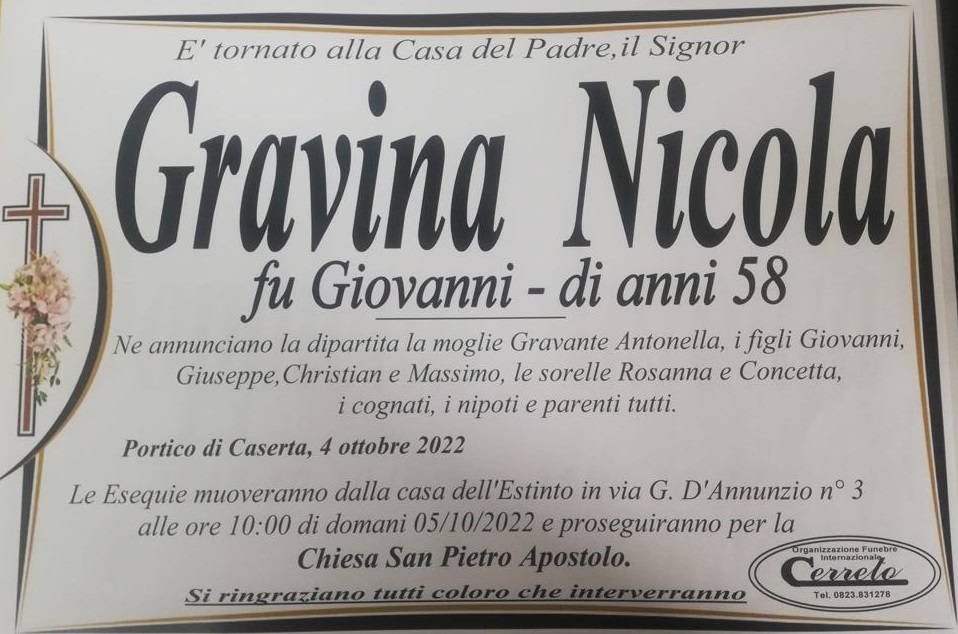 E' tornato alla Casa del Padre,il Signor
Gravina Nicola
fu Giovanni - di anni 58
Ne annunciano la dipartita la moglie Gravante Antonella, i figli Giovanni,
Giuseppe,Christian e Massimo, le sorelle Rosanna e Concetta,
i cognati, i nipoti e parenti tutti.
Portico di Caserta, 4 ottobre 2022
Le Esequie muoveranno dalla casa dell'Estinto in via G. D'Annunzio n° 3
alle ore 10:00 di domani 05/10/2022 e proseguiranno per la
Chiesa San Pietro Apostolo.
Si ringraziano tutti coloro che interverranno
Organizzazione Funebre
Internazionale
Cerreto
Tel. 0823.831278